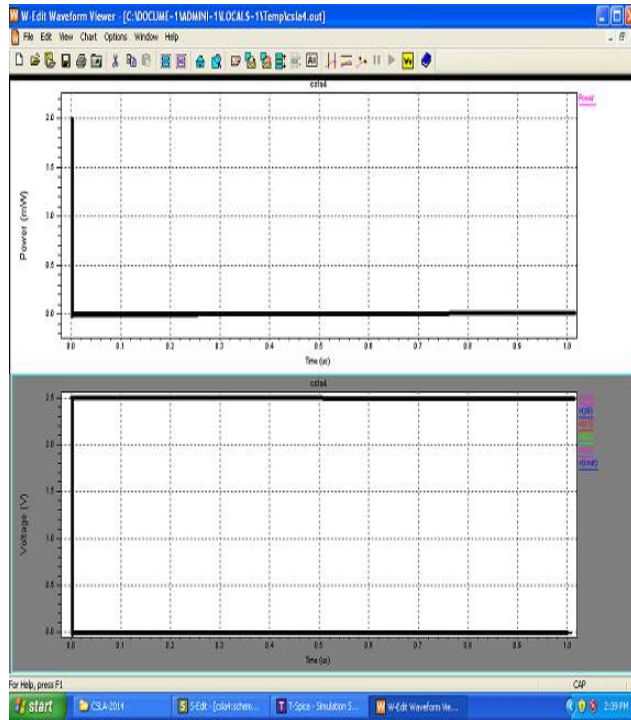 W-Edit Waveform Viewer - [C:\DOCUME~1\ADMINI~1\LOCALS~1\Temp\csla4.out]
File Edit View Chart Options Window Help
csla4
Power
Power (mW)
2.0
1.5
1.0
0.5
0.0
0.0 0.1 0.2 0.3 0.4 0.5 0.6 0.7 0.8 0.9 1.0
Time (us)
csla4
v(cout)
Voltage (V)
2.5
2.0
1.5
1.0
0.5
0.0
0.0 0.1 0.2 0.3 0.4 0.5 0.6 0.7 0.8 0.9 1.0
Time (us)
For Help, press F1
CAP
start
CSLA-2014
S-Edit - [csla4:schem...
T-Spice - Simulation S...
W-Edit Waveform Vie...
2:39 PM